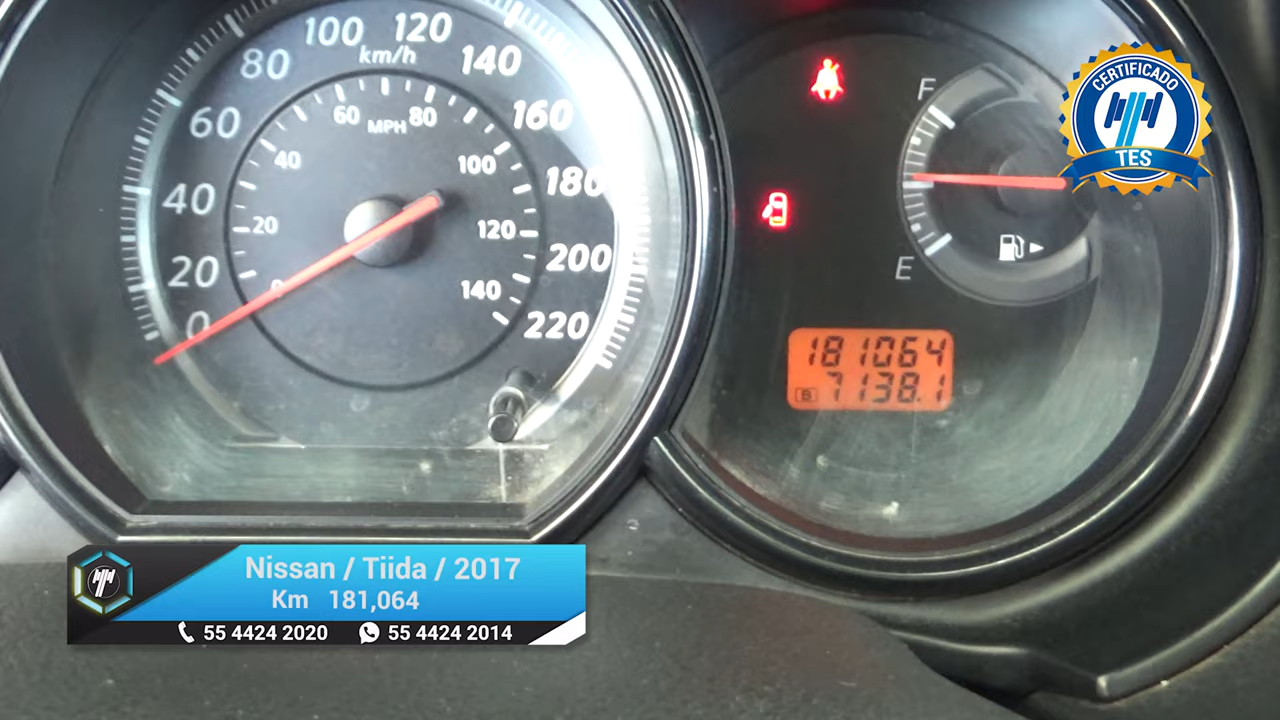 100
120
80
km/h
140
60
160
60 MPH 80
40
100
180
40
20
120
200
20
140
0
0
220
F
E
181064
B 7138.1
CERTIFICADO
TES
Nissan / Tiida / 2017
Km 181,064
55 4424 2020 55 4424 2014